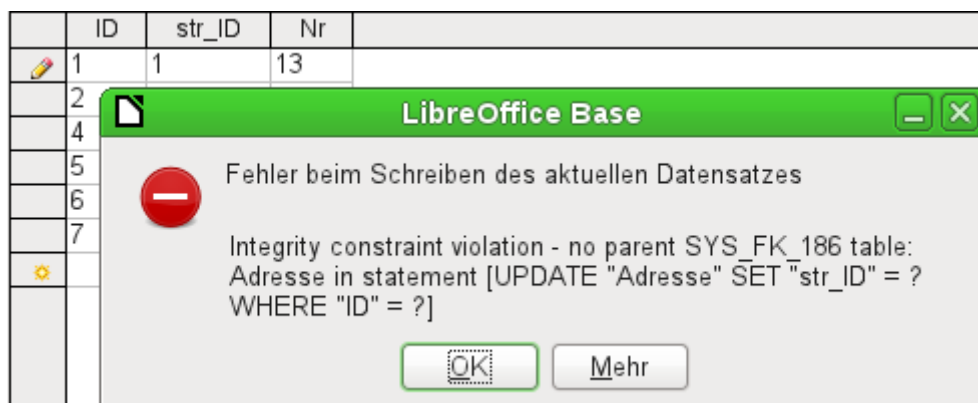 ID str_ID Nr
1 1 13
2
LibreOffice Base
4
5
Fehler beim Schreiben des aktuellen Datensatzes
6
7
Integrity constraint violation - no parent SYS_FK_186 table:
Adresse in statement [UPDATE "Adresse" SET "str_ID" = ?
WHERE "ID" = ?]
OK Mehr